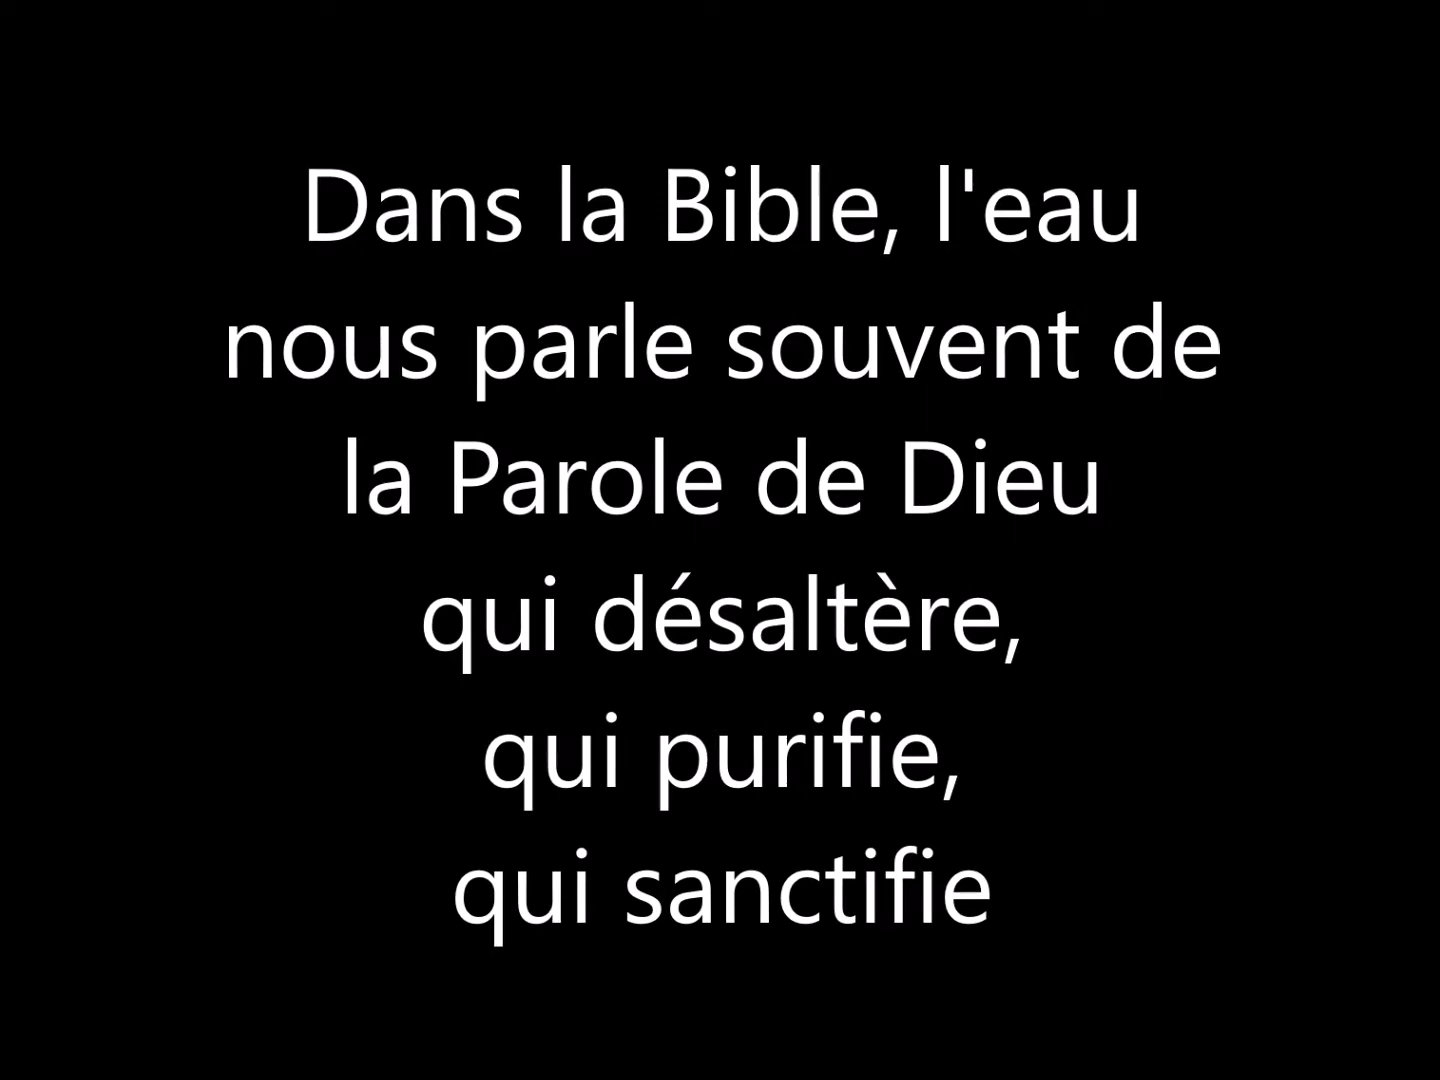 Dans la Bible, l'eau
nous parle souvent de
la Parole de Dieu
qui désaltère,
qui purifie,
qui sanctifie